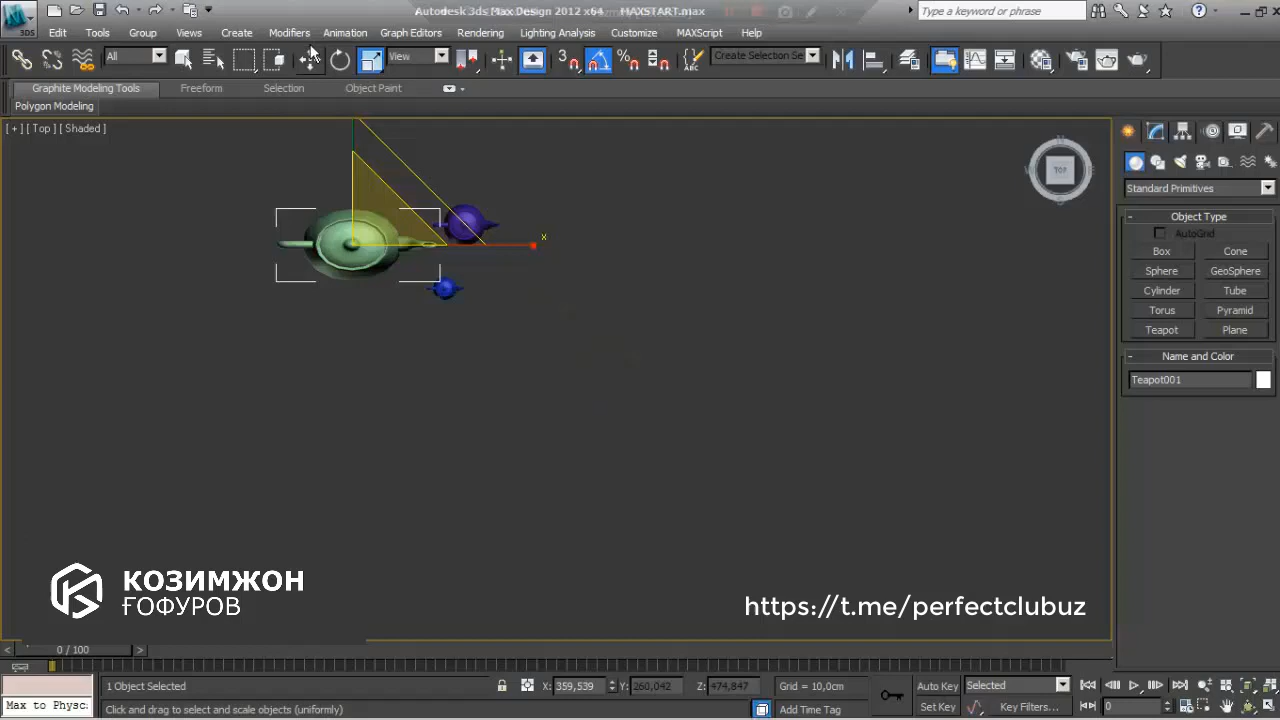 Autodesk 3ds Max Design 2012 x64 MAXSTART.max
Type a keyword or phrase
3DS
Edit Tools Group Views Create Modifiers Animation Graph Editors Rendering Lighting Analysis Customize MAXScript Help
All View 3 Create Selection Se
Graphite Modeling Tools Freeform Selection Object Paint
Polygon Modeling
[ + ] [ Top ] [ Shaded ]
TOP
x
Standard Primitives
- Object Type
AutoGrid
Box Cone
Sphere GeoSphere
Cylinder Tube
Torus Pyramid
Teapot Plane
- Name and Color
Teapot001
КОЗИМЖОН
ҒОФУРОВ
https://t.me/perfectclubuz
< 0 / 100 >
1 Object Selected X: 359,539 Y: 260,042 Z: 474,847 Grid = 10,0cm Auto Key Selected
Max to Physc Click and drag to select and scale objects (uniformly) Add Time Tag Set Key Key Filters... 0